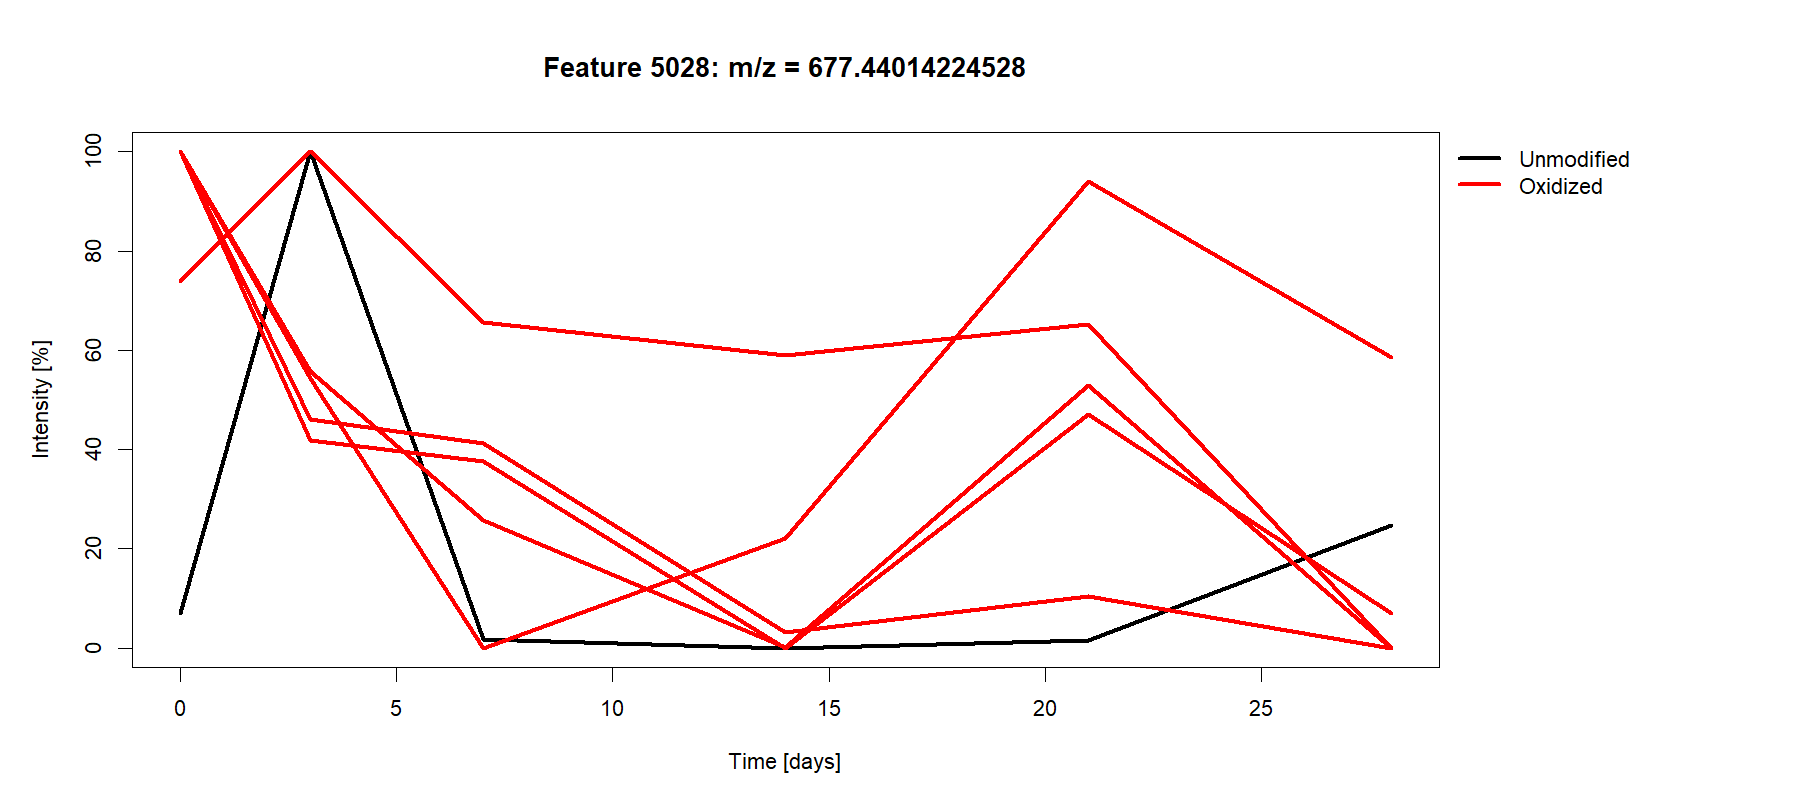 Feature 5028: m/z = 677.44014224528
Unmodified
Oxidized
Intensity [%]
100
80
60
40
20
0
0 5 10 15 20 25
Time [days]